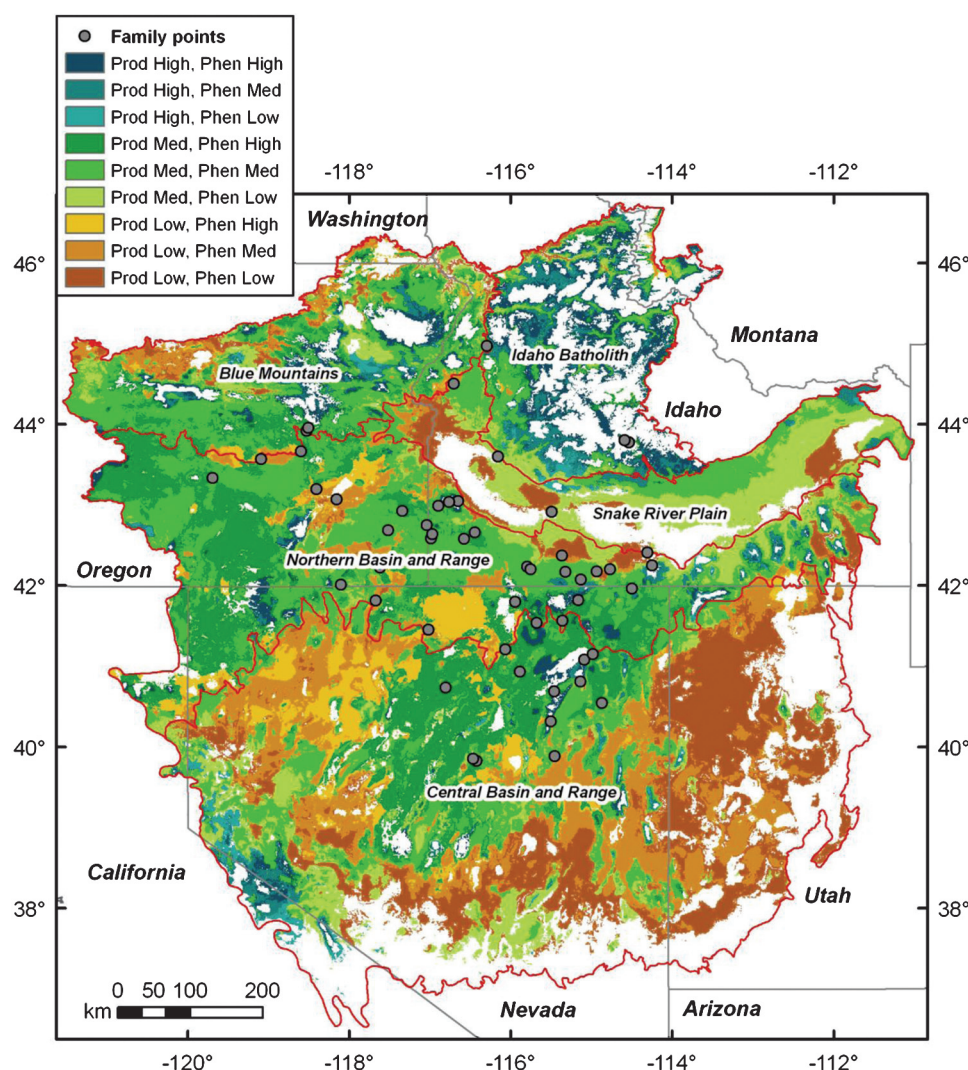 Family points
Prod High, Phen High
Prod High, Phen Med
Prod High, Phen Low
Prod Med, Phen High
Prod Med, Phen Med
Prod Med, Phen Low
Prod Low, Phen High
Prod Low, Phen Med
Prod Low, Phen Low
-118° -116° -114° -112°
Washington
46° 46°
Montana
Idaho Batholith
Blue Mountains
Idaho
44° 44°
Snake River Plain
Northern Basin and Range
Oregon
42° 42°
40° 40°
Central Basin and Range
California
Utah
38° 38°
0 50 100 200
km
Nevada Arizona
-120° -118° -116° -114° -112°